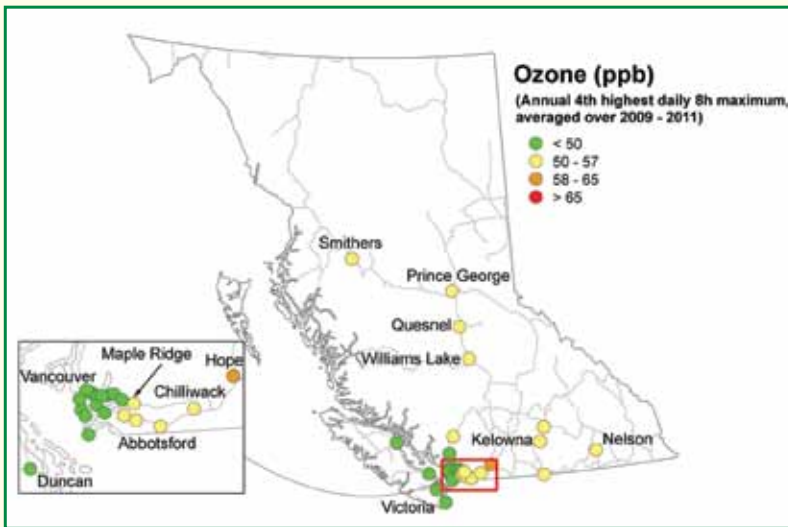 Ozone (ppb)
(Annual 4th highest daily 8h maximum,
averaged over 2009 - 2011)
< 50
50 - 57
58 - 65
> 65
Smithers
Prince George
Quesnel
Williams Lake
Kelowna
Nelson
Victoria
Maple Ridge
Hope
Vancouver
Chilliwack
Abbotsford
Duncan